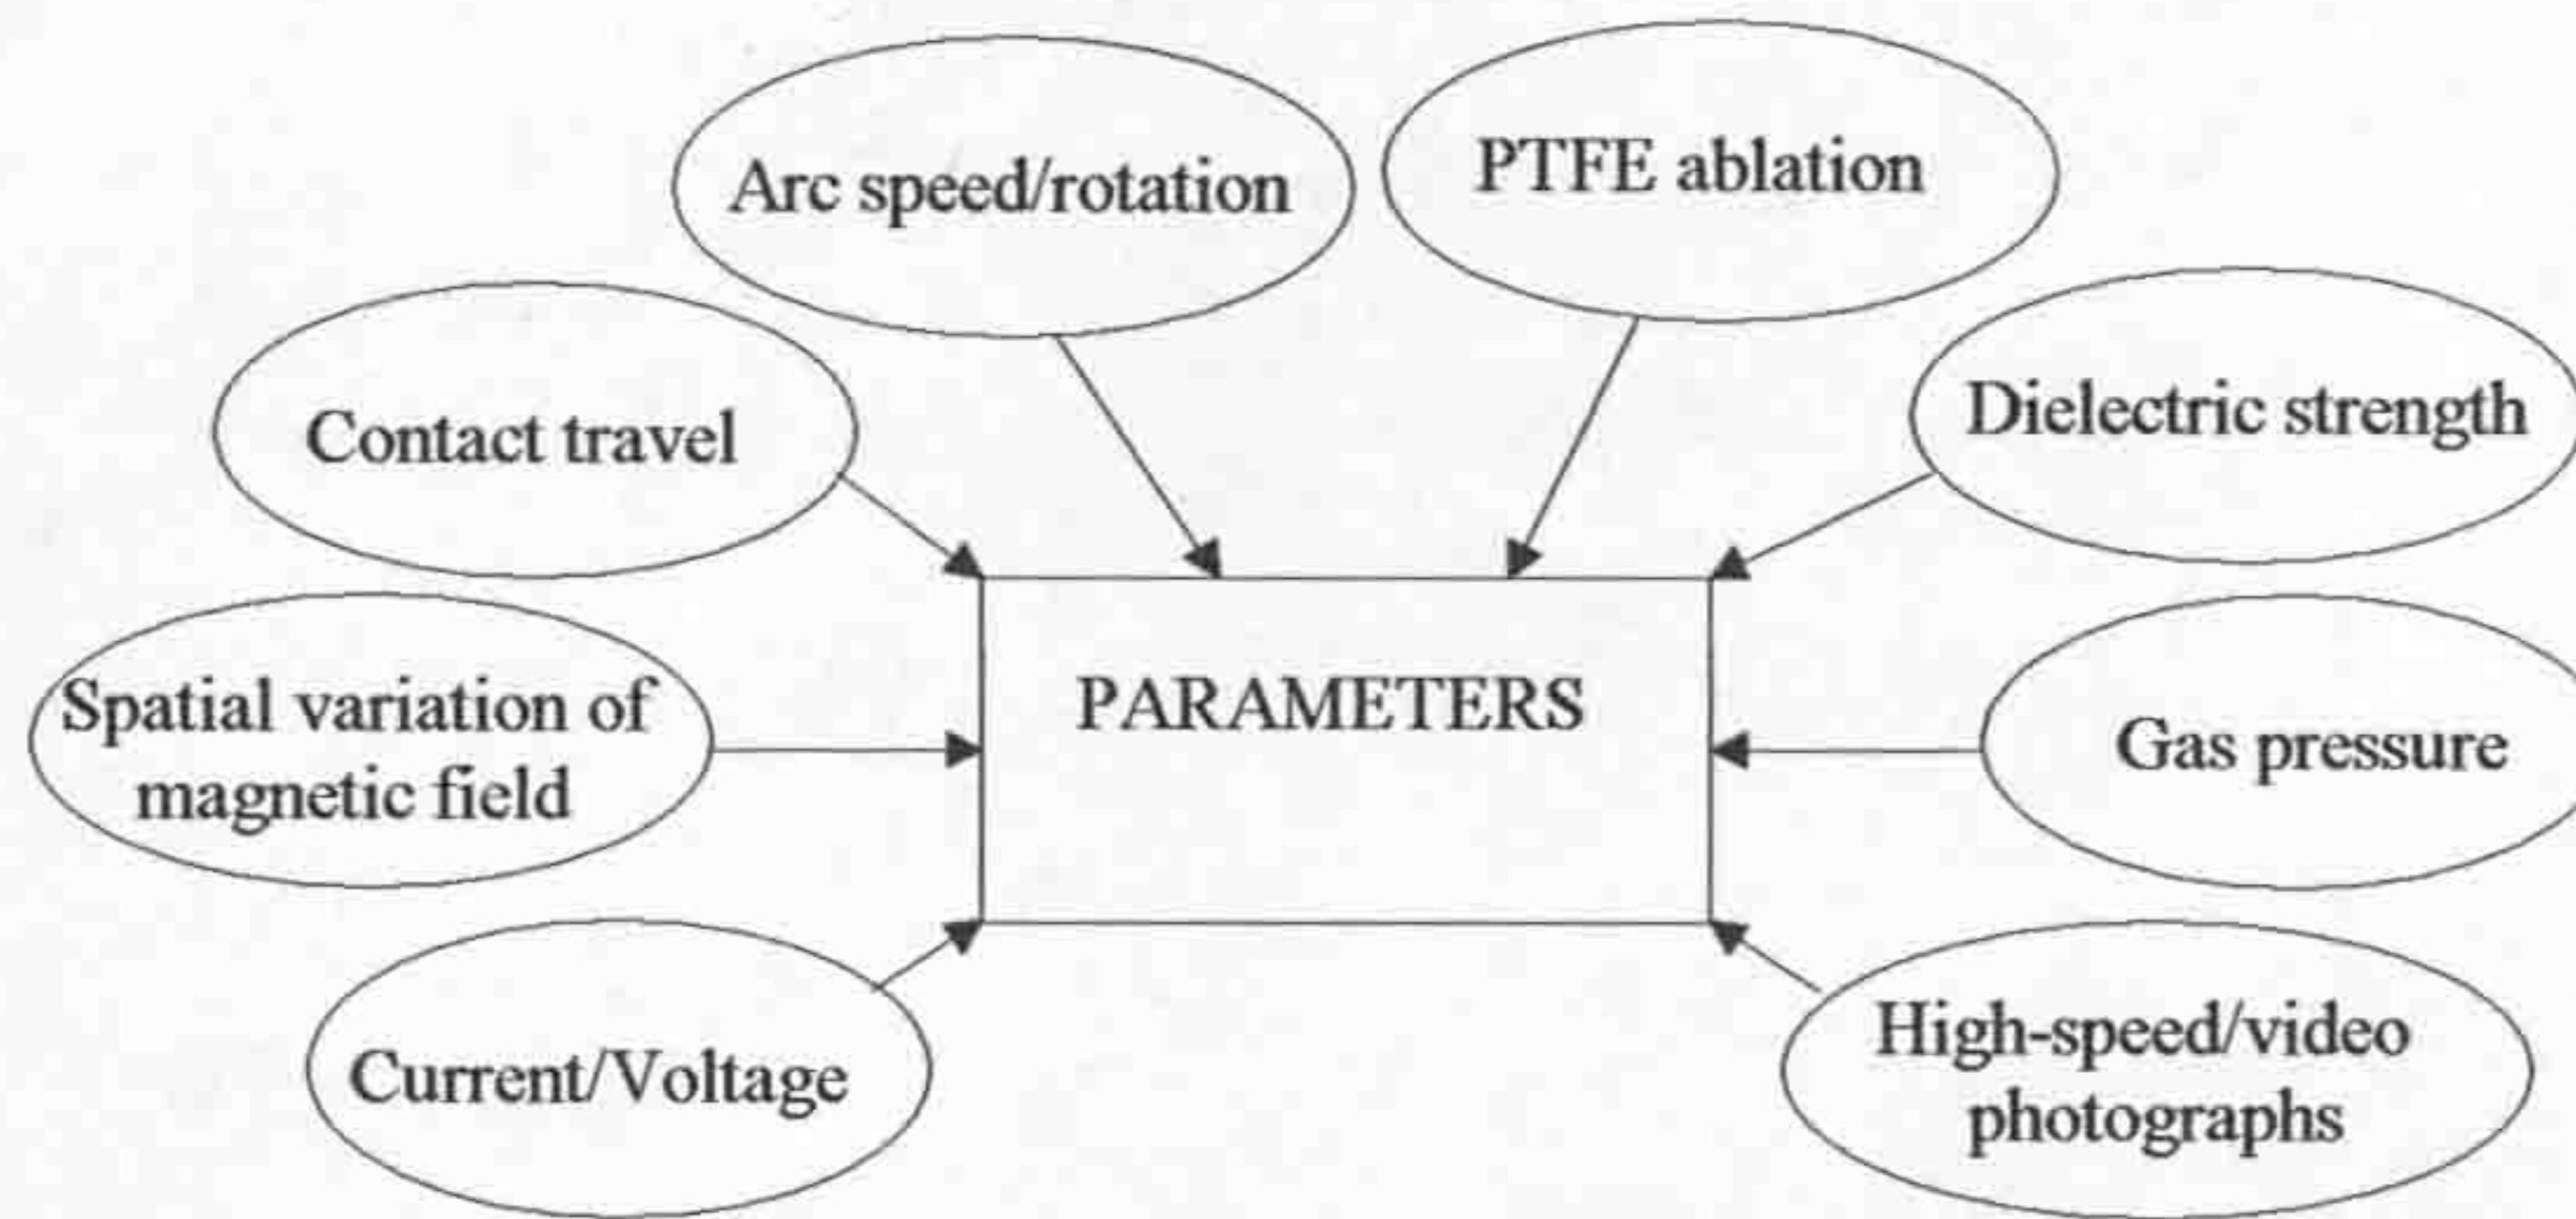 Arc speed/rotation
PTFE ablation
Contact travel
Dielectric strength
Spatial variation of
magnetic field
PARAMETERS
Gas pressure
Current/Voltage
High-speed/video
photographs